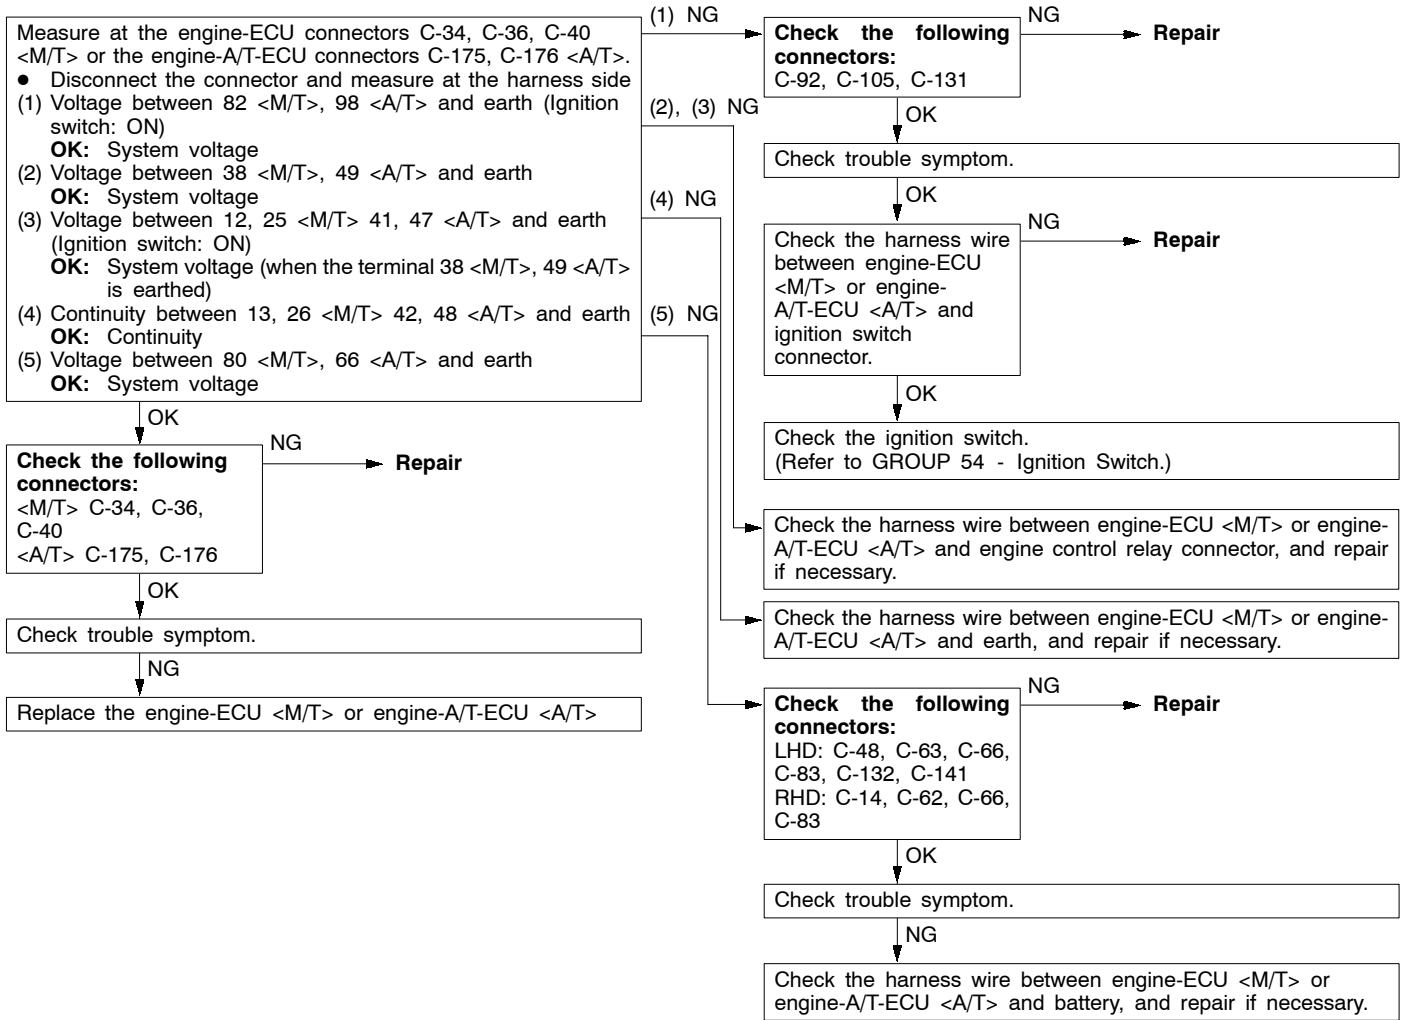 Measure at the engine-ECU connectors C-34, C-36, C-40
<M/T> or the engine-A/T-ECU connectors C-175, C-176 <A/T>.
● Disconnect the connector and measure at the harness side
(1) Voltage between 82 <M/T>, 98 <A/T> and earth (Ignition
switch: ON)
OK: System voltage
(2) Voltage between 38 <M/T>, 49 <A/T> and earth
OK: System voltage
(3) Voltage between 12, 25 <M/T> 41, 47 <A/T> and earth
(Ignition switch: ON)
OK: System voltage (when the terminal 38 <M/T>, 49 <A/T>
is earthed)
(4) Continuity between 13, 26 <M/T> 42, 48 <A/T> and earth
OK: Continuity
(5) Voltage between 80 <M/T>, 66 <A/T> and earth
OK: System voltage
OK
Check the following
connectors:
<M/T> C-34, C-36,
C-40
<A/T> C-175, C-176
NG
Repair
OK
Check trouble symptom.
NG
Replace the engine-ECU <M/T> or engine-A/T-ECU <A/T>
(1) NG
Check the following
connectors:
C-92, C-105, C-131
NG
Repair
OK
Check trouble symptom.
OK
Check the harness wire
between engine-ECU
<M/T> or engine-
A/T-ECU <A/T> and
ignition switch
connector.
NG
Repair
OK
Check the ignition switch.
(Refer to GROUP 54 - Ignition Switch.)
(2), (3) NG
Check the harness wire between engine-ECU <M/T> or engine-
A/T-ECU <A/T> and engine control relay connector, and repair
if necessary.
(4) NG
Check the harness wire between engine-ECU <M/T> or engine-
A/T-ECU <A/T> and earth, and repair if necessary.
(5) NG
Check the following
connectors:
LHD: C-48, C-63, C-66,
C-83, C-132, C-141
RHD: C-14, C-62, C-66,
C-83
NG
Repair
OK
Check trouble symptom.
NG
Check the harness wire between engine-ECU <M/T> or
engine-A/T-ECU <A/T> and battery, and repair if necessary.